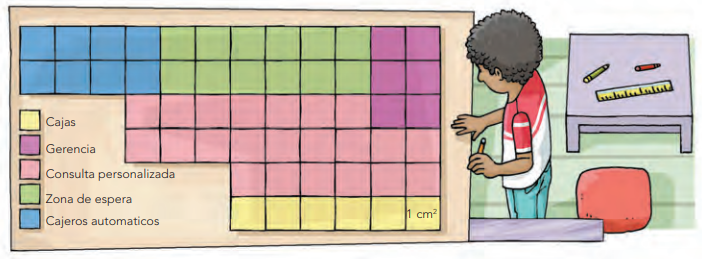 Cajas
Gerencia
Consulta personalizada
Zona de espera
Cajeros automaticos
1 cm²